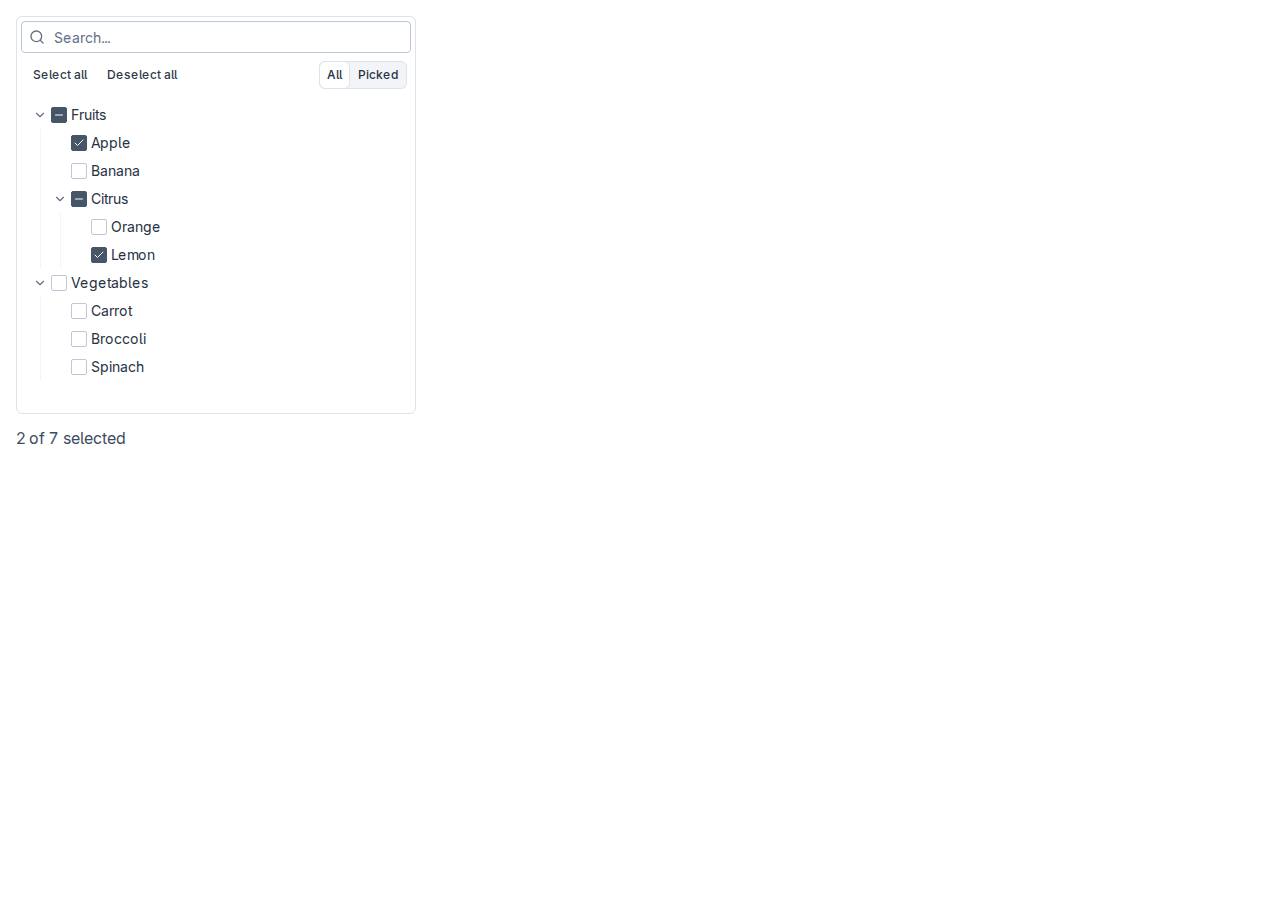 Search...
Select all Deselect all All Picked
Fruits
Apple
Banana
Citrus
Orange
Lemon
Vegetables
Carrot
Broccoli
Spinach
2 of 7 selected